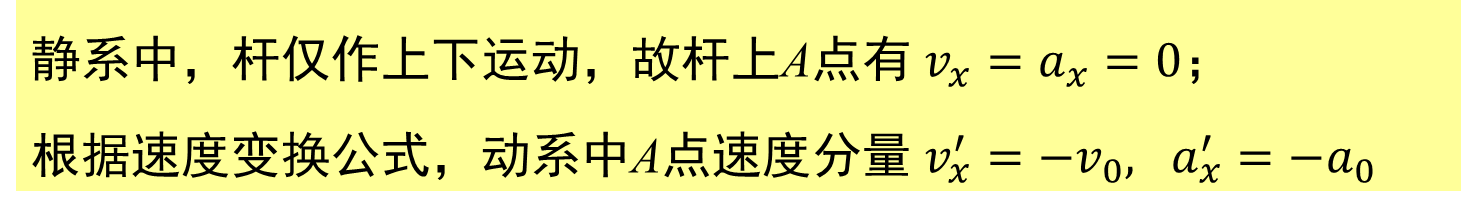 静系中，杆仅作上下运动，故杆上A点有 $v_x = a_x = 0$；
根据速度变换公式，动系中A点速度分量 $v_x' = -v_0$, $a_x' = -a_0$